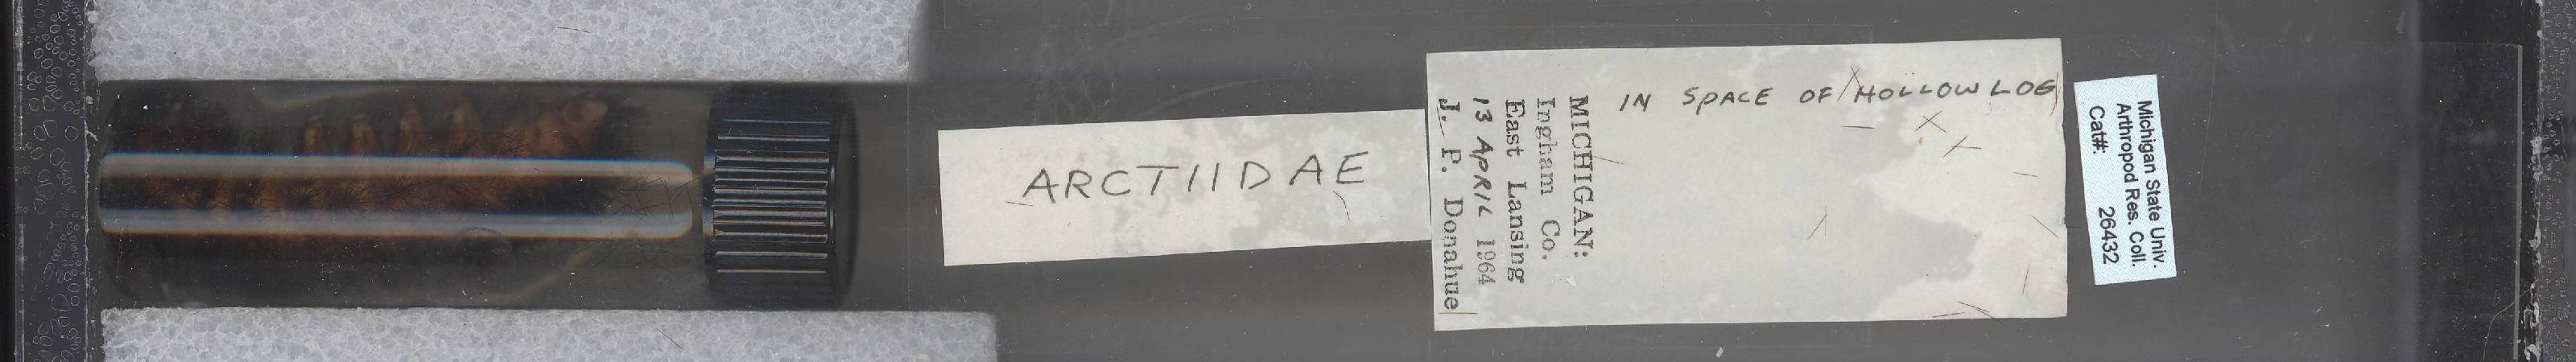 ARCTIIDAE
MICHIGAN:
Ingham Co.
East Lansing
13 APRIL 1964
J. P. Donahue
IN SPACE OF HOLLOW LOG
Michigan State Univ.
Arthropod Res. Coll.
Cat#: 26432